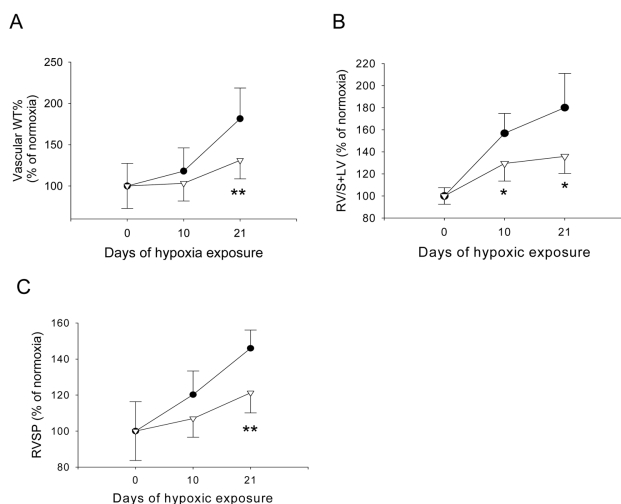 A
Vascular WT%
(% of normoxia)
250
200
150
100
**
0 10 21
Days of hypoxia exposure
B
RV/S+LV (% of normoxia)
220
200
180
160
140
120
100
80
* *
0 10 21
Days of hypoxic exposure
C
RVSP (% of normoxia)
160
140
120
100
80
**
0 10 21
Days of hypoxic exposure